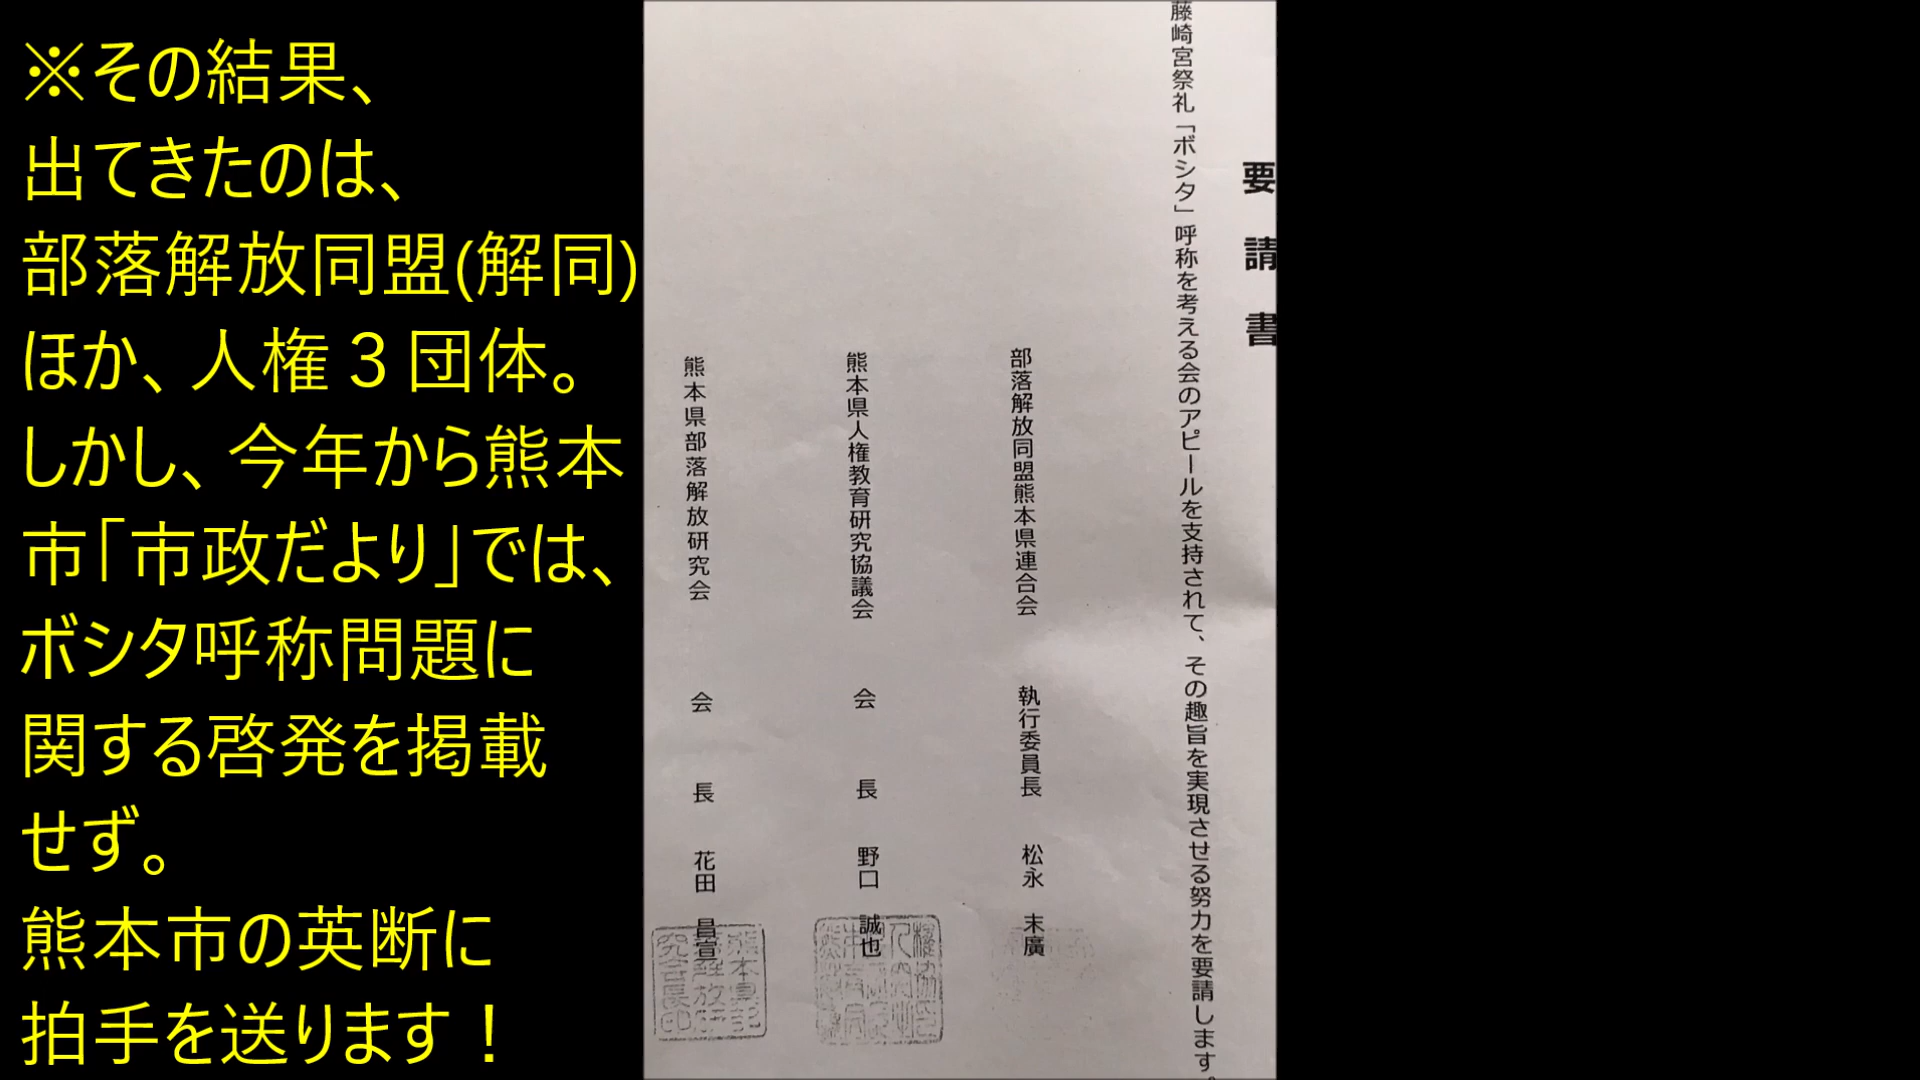 ※その結果、
出てきたのは、
部落解放同盟(解同)
ほか、人権３団体。
しかし、今年から熊本
市「市政だより」では、
ボシタ呼称問題に
関する啓発を掲載
せず。
熊本市の英断に
拍手を送ります！
要請書
藤崎宮祭礼「ボシタ」呼称を考える会のアピールを支持されて、その趣旨を実現させる努力を要請します。
部落解放同盟熊本県連合会 執行委員長 松永 末廣
熊本県人権教育研究協議会 会長 野口 誠也
熊本県部落解放研究会 会長 花田 昌宣